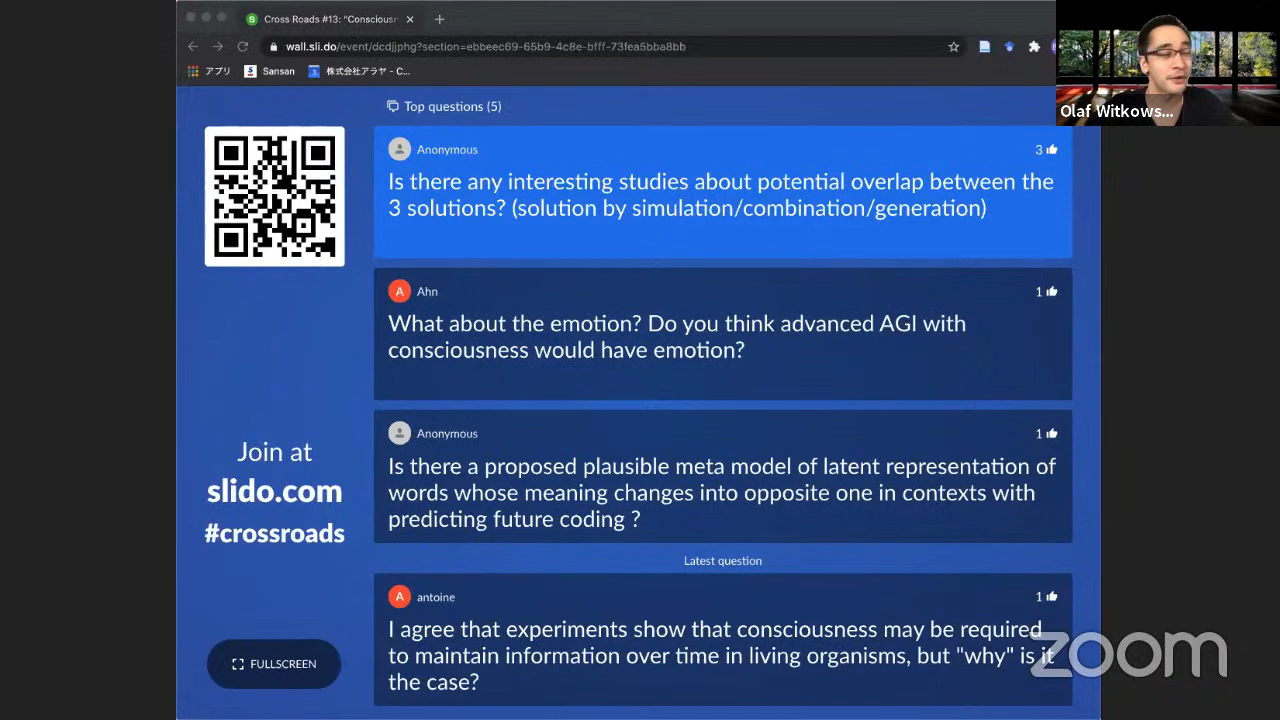 Cross Roads #13: "Consciousn
wall.sli.do/event/dcdjjphg?section=ebbeec69-65b9-4c8e-bfff-73fea5bba8bb
アプリ
Sansan
株式会社アラヤ - C...
Olaf Witkows...
Top questions (5)
Anonymous
3
Is there any interesting studies about potential overlap between the
3 solutions? (solution by simulation/combination/generation)
A Ahn
1
What about the emotion? Do you think advanced AGI with
consciousness would have emotion?
Anonymous
1
Is there a proposed plausible meta model of latent representation of
words whose meaning changes into opposite one in contexts with
predicting future coding ?
Latest question
A antoine
1
I agree that experiments show that consciousness may be required
to maintain information over time in living organisms, but "why" is it
the case?
Join at
slido.com
#crossroads
FULLSCREEN
zoom